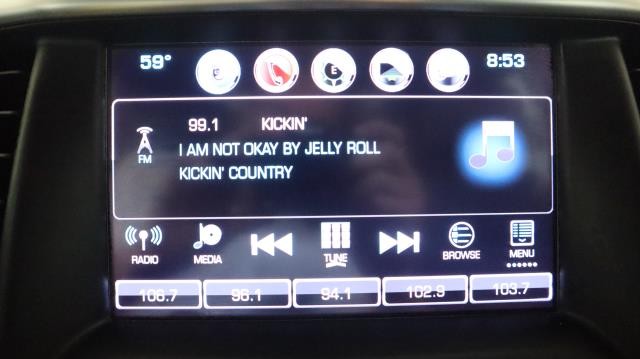 59° 8:53
99.1 KICKIN'
FM
I AM NOT OKAY BY JELLY ROLL
KICKIN' COUNTRY
RADIO MEDIA TUNE BROWSE MENU
106.7 96.1 94.1 102.9 103.7